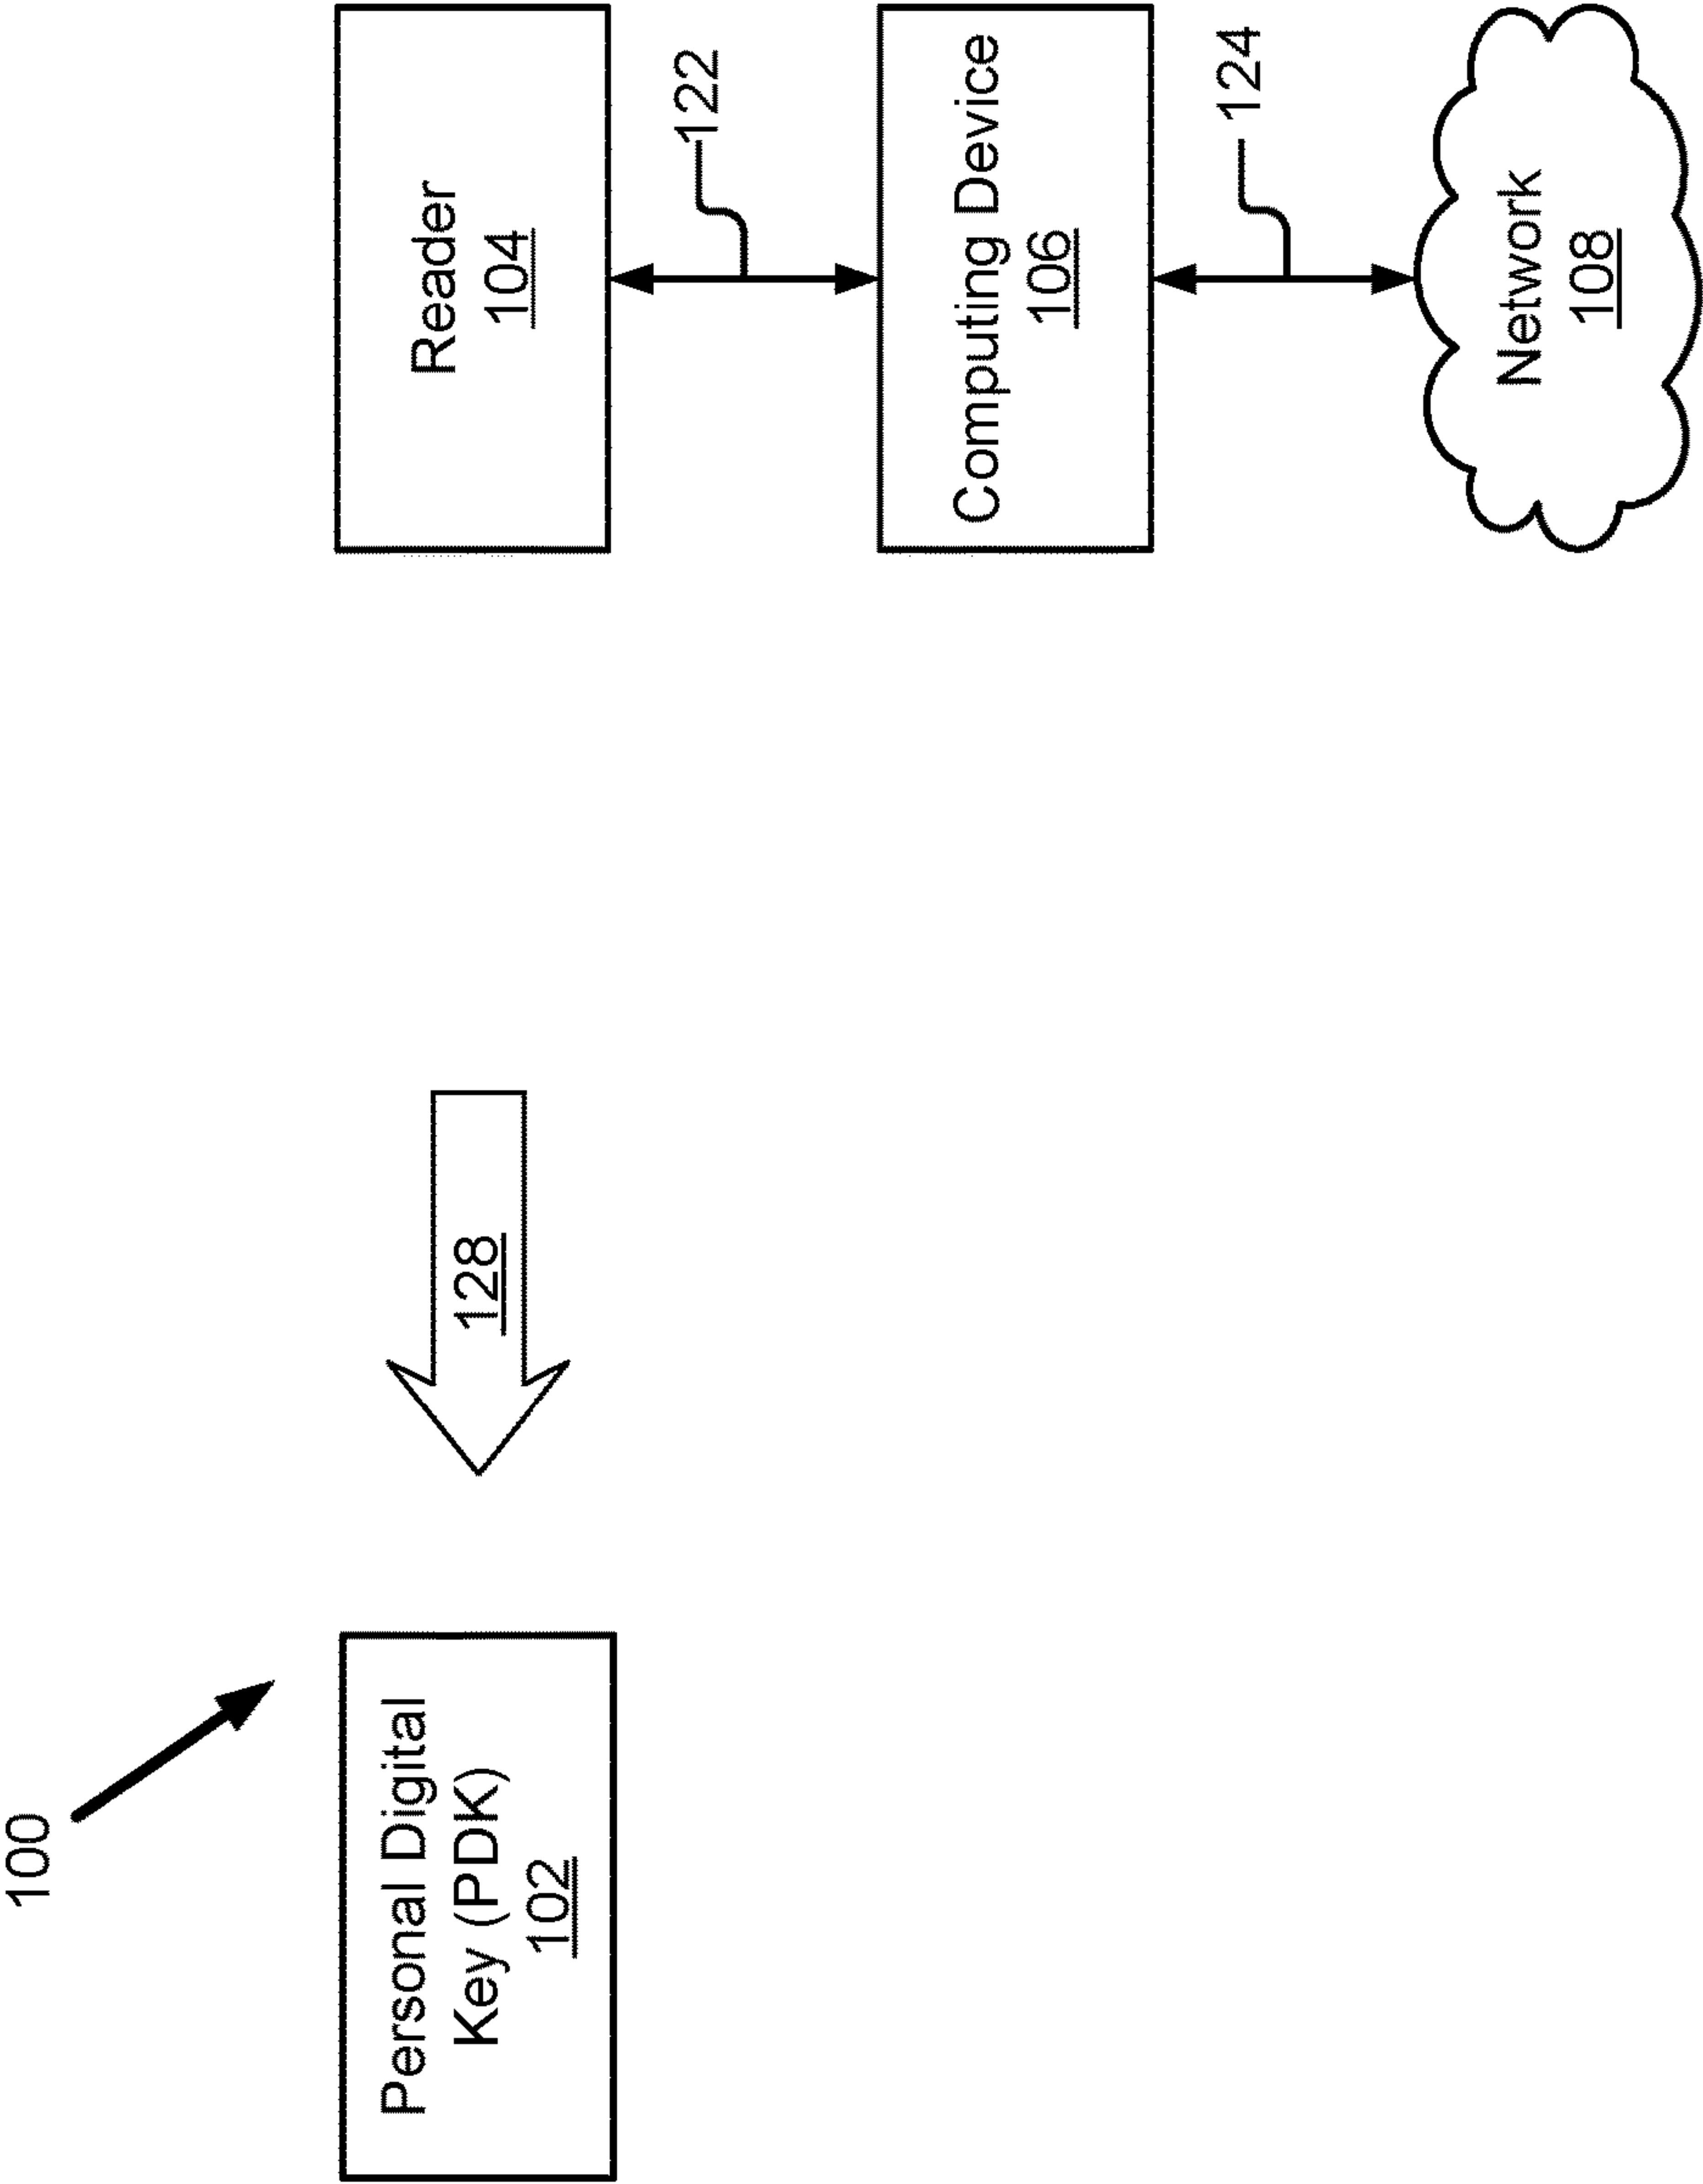 100
Personal Digital
Key (PDK)
102
128
Reader
104
122
Computing Device
106
124
Network
108